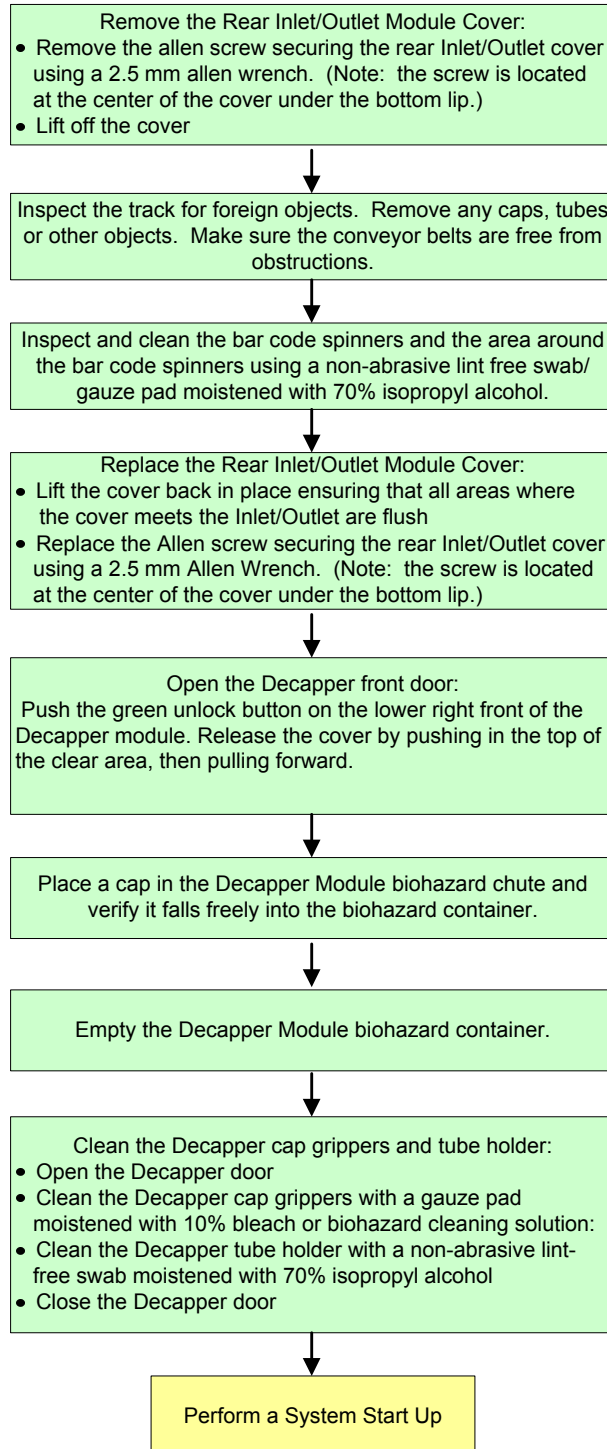 Remove the Rear Inlet/Outlet Module Cover:
• Remove the allen screw securing the rear Inlet/Outlet cover
using a 2.5 mm allen wrench. (Note: the screw is located
at the center of the cover under the bottom lip.)
• Lift off the cover
Inspect the track for foreign objects. Remove any caps, tubes
or other objects. Make sure the conveyor belts are free from
obstructions.
Inspect and clean the bar code spinners and the area around
the bar code spinners using a non-abrasive lint free swab/
gauze pad moistened with 70% isopropyl alcohol.
Replace the Rear Inlet/Outlet Module Cover:
• Lift the cover back in place ensuring that all areas where
the cover meets the Inlet/Outlet are flush
• Replace the Allen screw securing the rear Inlet/Outlet cover
using a 2.5 mm Allen Wrench. (Note: the screw is located
at the center of the cover under the bottom lip.)
Open the Decapper front door:
Push the green unlock button on the lower right front of the
Decapper module. Release the cover by pushing in the top of
the clear area, then pulling forward.
Place a cap in the Decapper Module biohazard chute and
verify it falls freely into the biohazard container.
Empty the Decapper Module biohazard container.
Clean the Decapper cap grippers and tube holder:
• Open the Decapper door
• Clean the Decapper cap grippers with a gauze pad
moistened with 10% bleach or biohazard cleaning solution:
• Clean the Decapper tube holder with a non-abrasive lint-
free swab moistened with 70% isopropyl alcohol
• Close the Decapper door
Perform a System Start Up